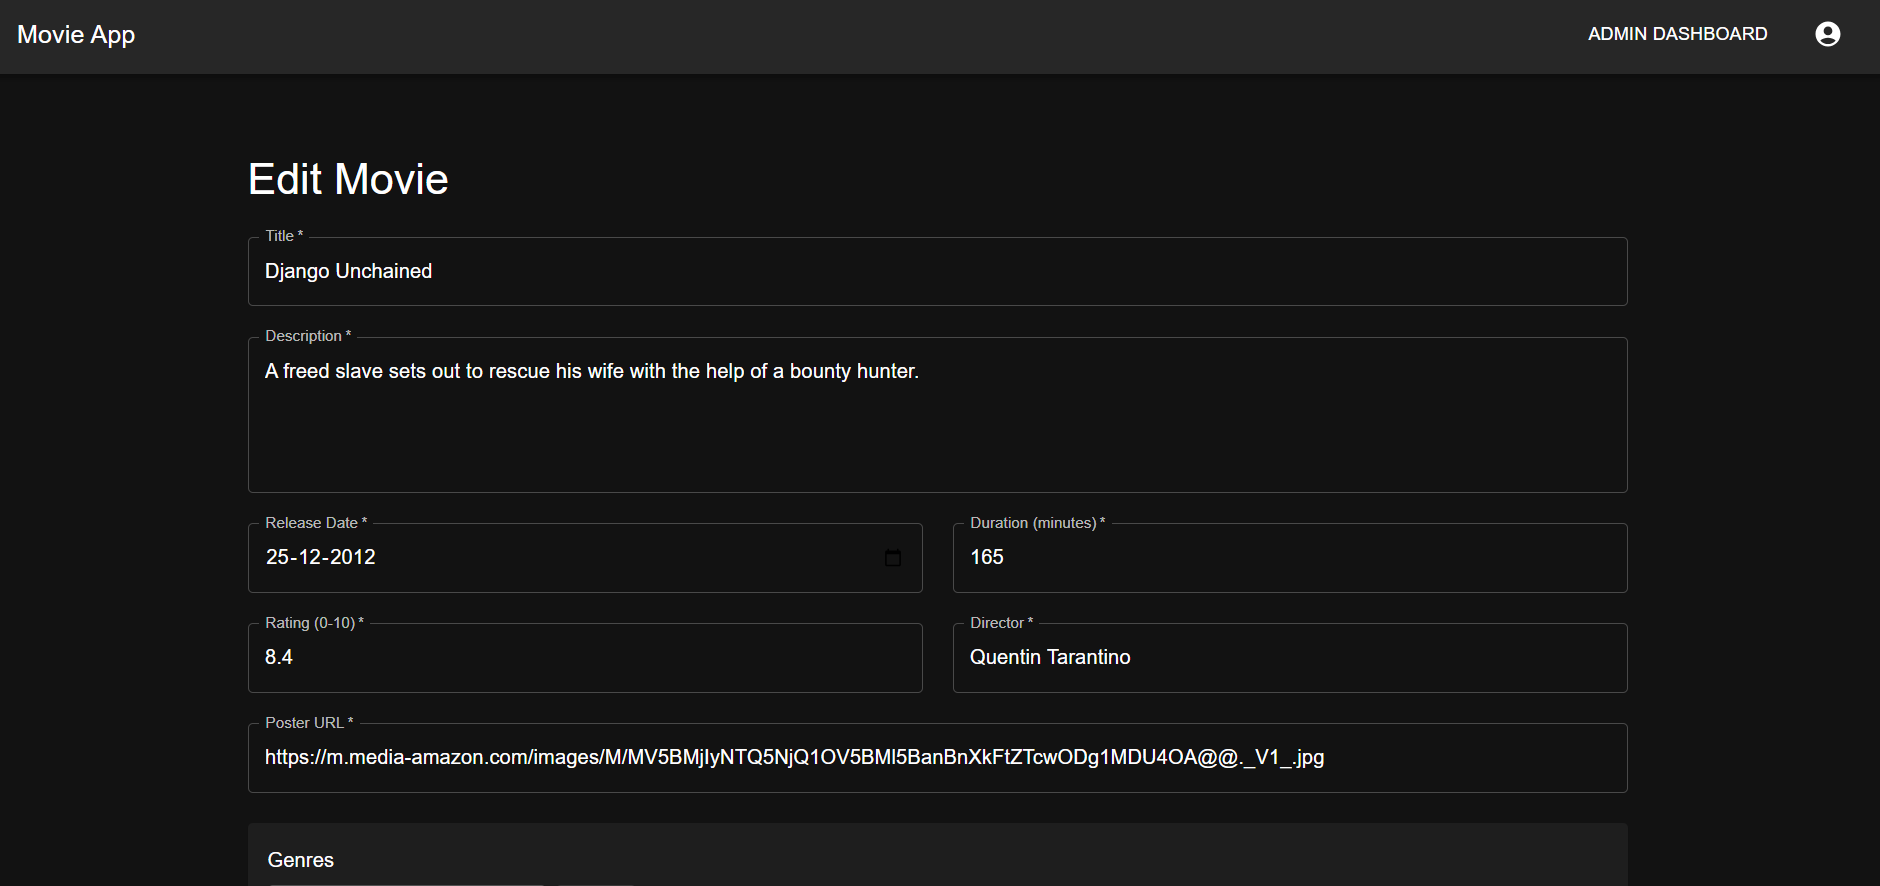 Movie App
ADMIN DASHBOARD
Edit Movie
Title *
Django Unchained
Description *
A freed slave sets out to rescue his wife with the help of a bounty hunter.
Release Date *
25-12-2012
Duration (minutes) *
165
Rating (0-10) *
8.4
Director *
Quentin Tarantino
Poster URL *
https://m.media-amazon.com/images/M/MV5BMjIyNTQ5NjQ1OV5BMl5BanBnXkFtZTcwODg1MDU4OA@@._V1_.jpg
Genres